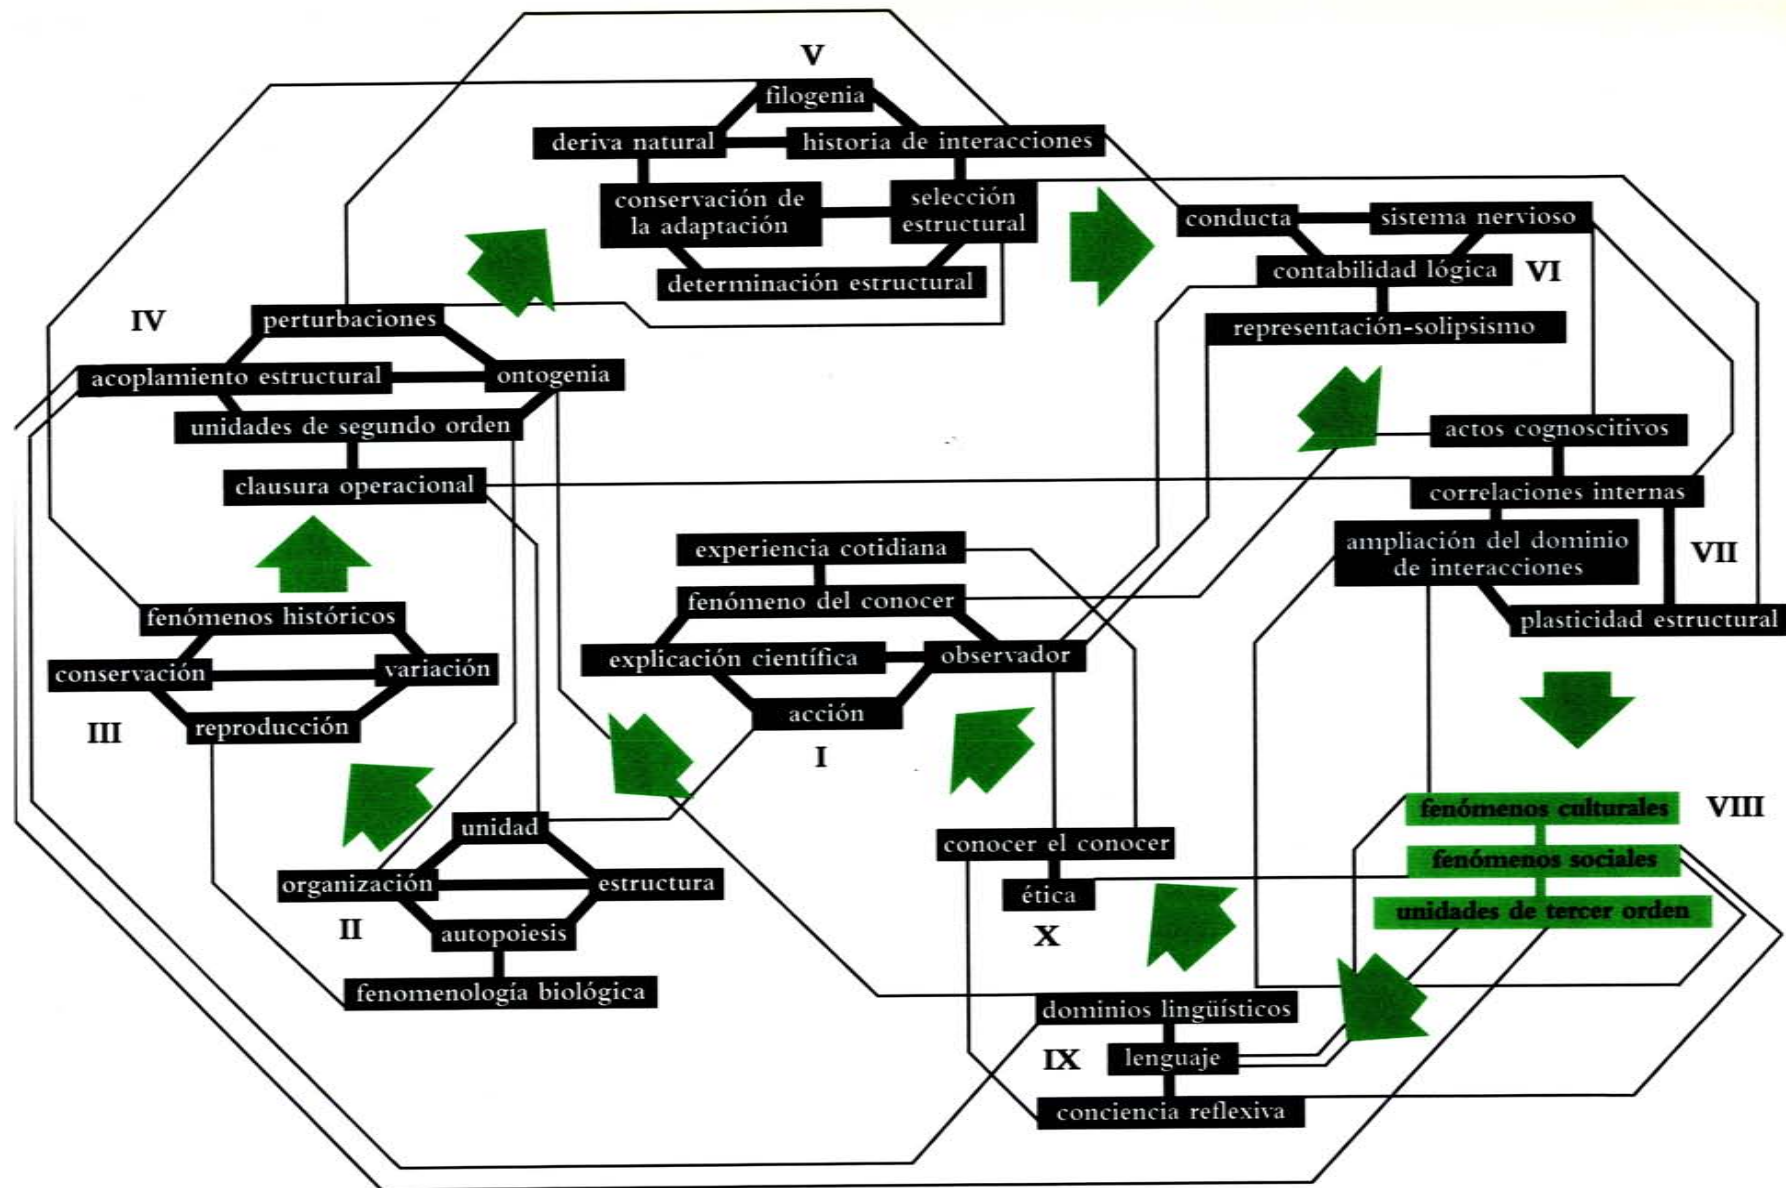 V
filogenia
deriva natural
historia de interacciones
conservación de
la adaptación
selección
estructural
determinación estructural
conducta
sistema nervioso
contabilidad lógica
VI
representación-solipsismo
IV
perturbaciones
acoplamiento estructural
ontogenia
unidades de segundo orden
clausura operacional
actos cognoscitivos
correlaciones internas
ampliación del dominio
de interacciones
VII
plasticidad estructural
experiencia cotidiana
fenómeno del conocer
explicación científica
observador
acción
I
fenómenos históricos
conservación
variación
reproducción
III
unidad
organización
estructura
II
autopoiesis
fenomenología biológica
conocer el conocer
ética
X
fenómenos culturales
VIII
fenómenos sociales
unidades de tercer orden
dominios lingüísticos
IX
lenguaje
conciencia reflexiva